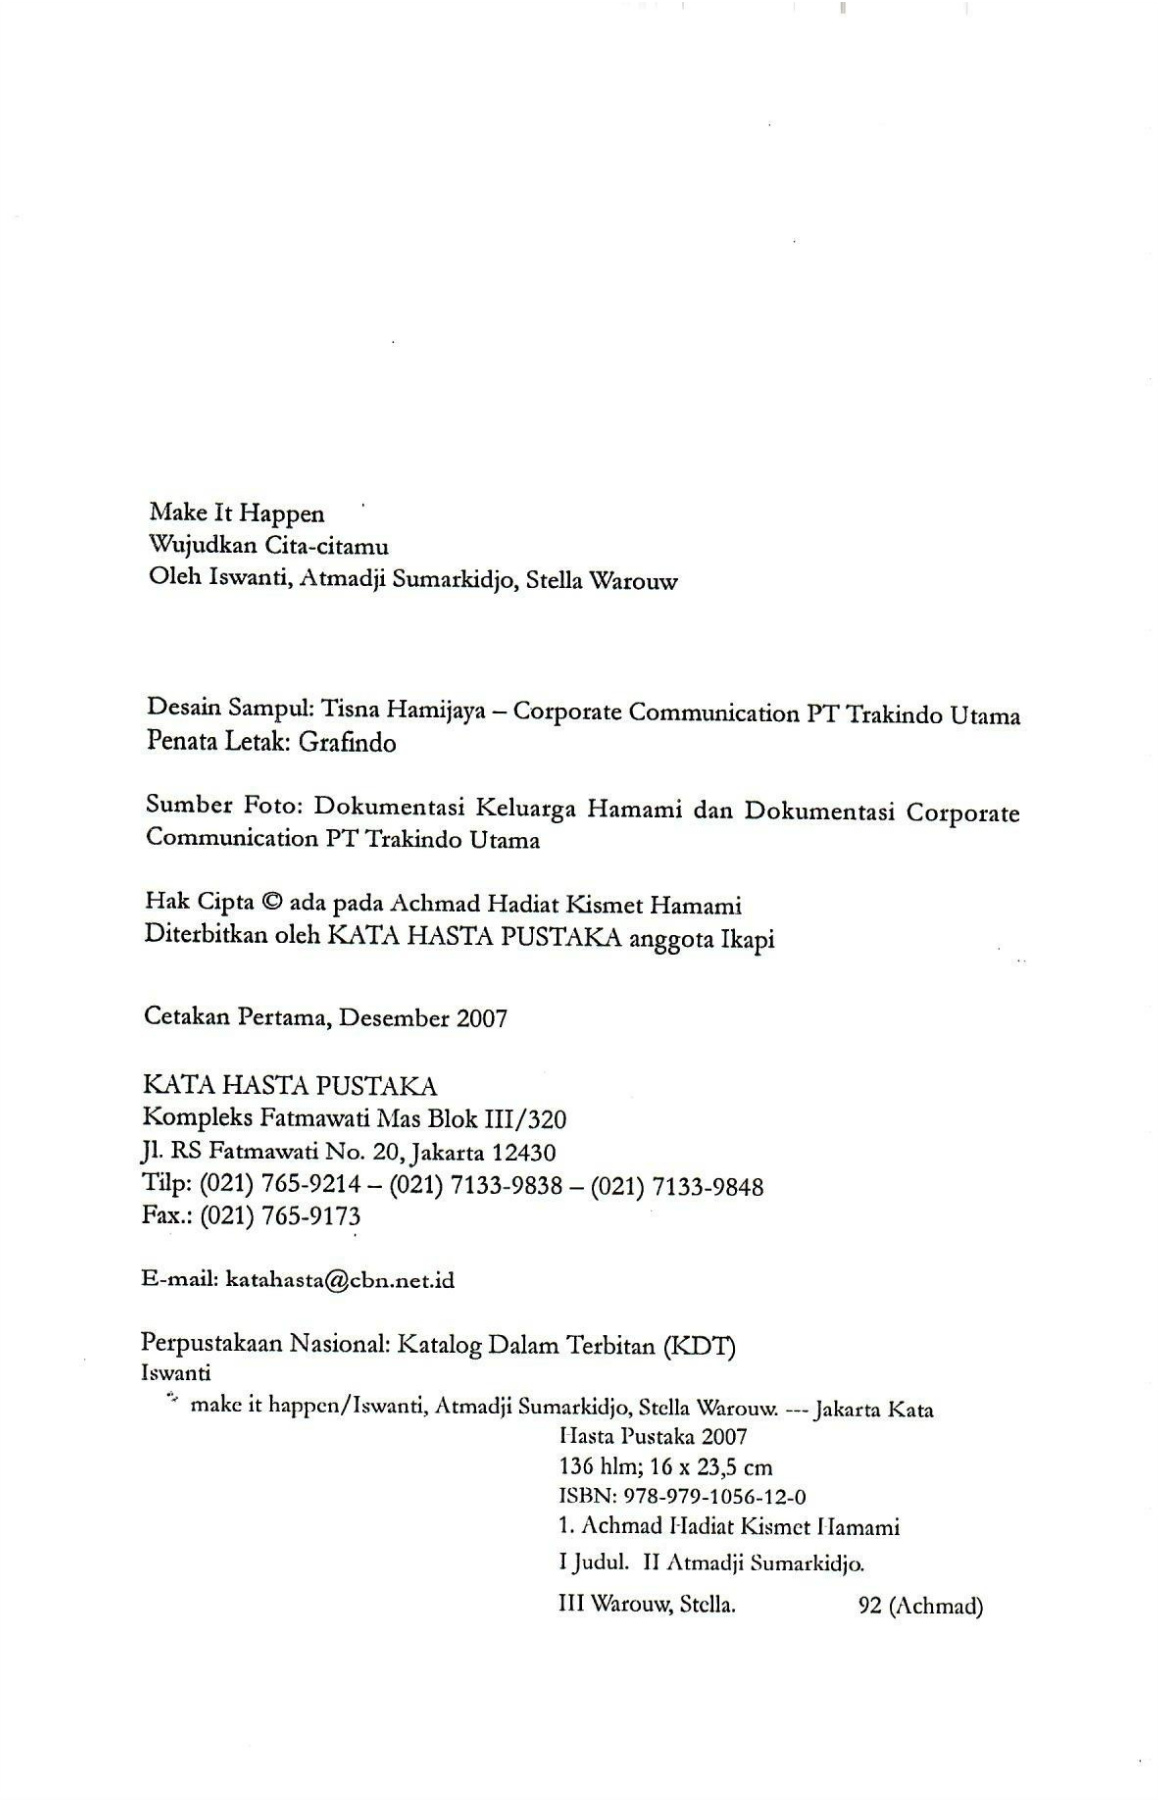 Make It Happen
Wujudkan Cita-citamu
Oleh Iswanti, Atmadji Sumarkidjo, Stella Warouw
Desain Sampul: Tisna Hamijaya – Corporate Communication PT Trakindo Utama
Penata Letak: Grafindo
Sumber Foto: Dokumentasi Keluarga Hamami dan Dokumentasi Corporate
Communication PT Trakindo Utama
Hak Cipta © ada pada Achmad Hadiat Kismet Hamami
Diterbitkan oleh KATA HASTA PUSTAKA anggota Ikapi
Cetakan Pertama, Desember 2007
KATA HASTA PUSTAKA
Kompleks Fatmawati Mas Blok III/320
Jl. RS Fatmawati No. 20, Jakarta 12430
Tilp: (021) 765-9214 – (021) 7133-9838 – (021) 7133-9848
Fax.: (021) 765-9173
E-mail: katahasta@cbn.net.id
Perpustakaan Nasional: Katalog Dalam Terbitan (KDT)
Iswanti
make it happen/Iswanti, Atmadji Sumarkidjo, Stella Warouw. --- Jakarta Kata
Hasta Pustaka 2007
136 hlm; 16 x 23,5 cm
ISBN: 978-979-1056-12-0
1. Achmad Hadiat Kismet Hamami
I Judul. II Atmadji Sumarkidjo.
III Warouw, Stella. 92 (Achmad)